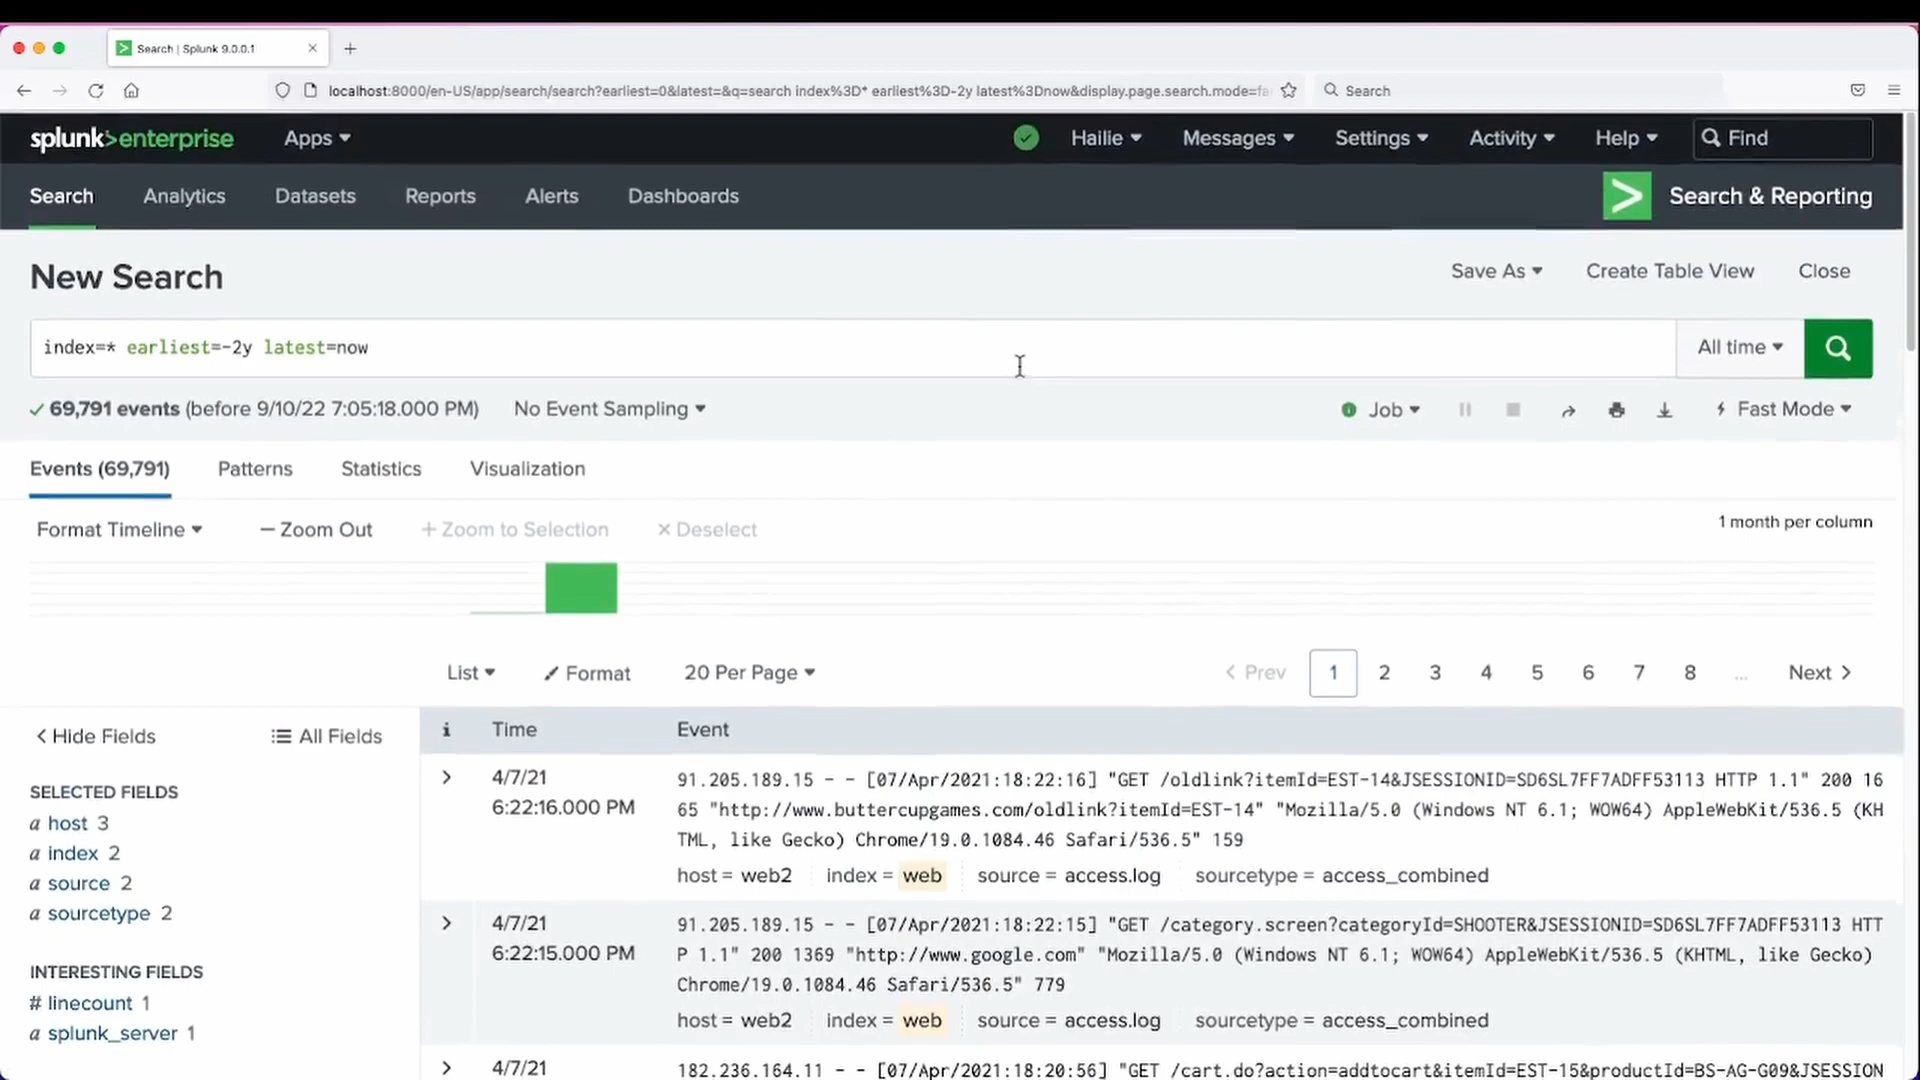 Search | Splunk 9.0.0.1
localhost:8000/en-US/app/search/search?earliest=0&latest=&q=search index%3D* earliest%3D-2y latest%3Dnow&display.page.search.mode=fa
Search
splunk>enterprise Apps Hailie Messages Settings Activity Help Find
Search Analytics Datasets Reports Alerts Dashboards Search & Reporting
New Search Save As Create Table View Close
index=* earliest=-2y latest=now All time
69,791 events (before 9/10/22 7:05:18.000 PM) No Event Sampling Job Fast Mode
Events (69,791) Patterns Statistics Visualization
Format Timeline — Zoom Out + Zoom to Selection × Deselect 1 month per column
List Format 20 Per Page < Prev 1 2 3 4 5 6 7 8 ... Next >
< Hide Fields All Fields
SELECTED FIELDS
a host 3
a index 2
a source 2
a sourcetype 2
INTERESTING FIELDS
# linecount 1
a splunk_server 1
i Time Event
4/7/21
6:22:16.000 PM
91.205.189.15 - - [07/Apr/2021:18:22:16] "GET /oldlink?itemId=EST-14&JSESSIONID=SD6SL7FF7ADFF53113 HTTP 1.1" 200 16
65 "http://www.buttercupgames.com/oldlink?itemId=EST-14" "Mozilla/5.0 (Windows NT 6.1; WOW64) AppleWebKit/536.5 (KH
TML, like Gecko) Chrome/19.0.1084.46 Safari/536.5" 159
host = web2 index = web source = access.log sourcetype = access_combined
4/7/21
6:22:15.000 PM
91.205.189.15 - - [07/Apr/2021:18:22:15] "GET /category.screen?categoryId=SHOOTER&JSESSIONID=SD6SL7FF7ADFF53113 HTT
P 1.1" 200 1369 "http://www.google.com" "Mozilla/5.0 (Windows NT 6.1; WOW64) AppleWebKit/536.5 (KHTML, like Gecko)
Chrome/19.0.1084.46 Safari/536.5" 779
host = web2 index = web source = access.log sourcetype = access_combined
4/7/21
182.236.164.11 - - [07/Apr/2021:18:20:56] "GET /cart.do?action=addtocart&itemId=EST-15&productId=BS-AG-G09&JSESSION